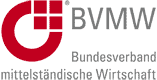 BVMW
Bundesverband
mittelständische Wirtschaft